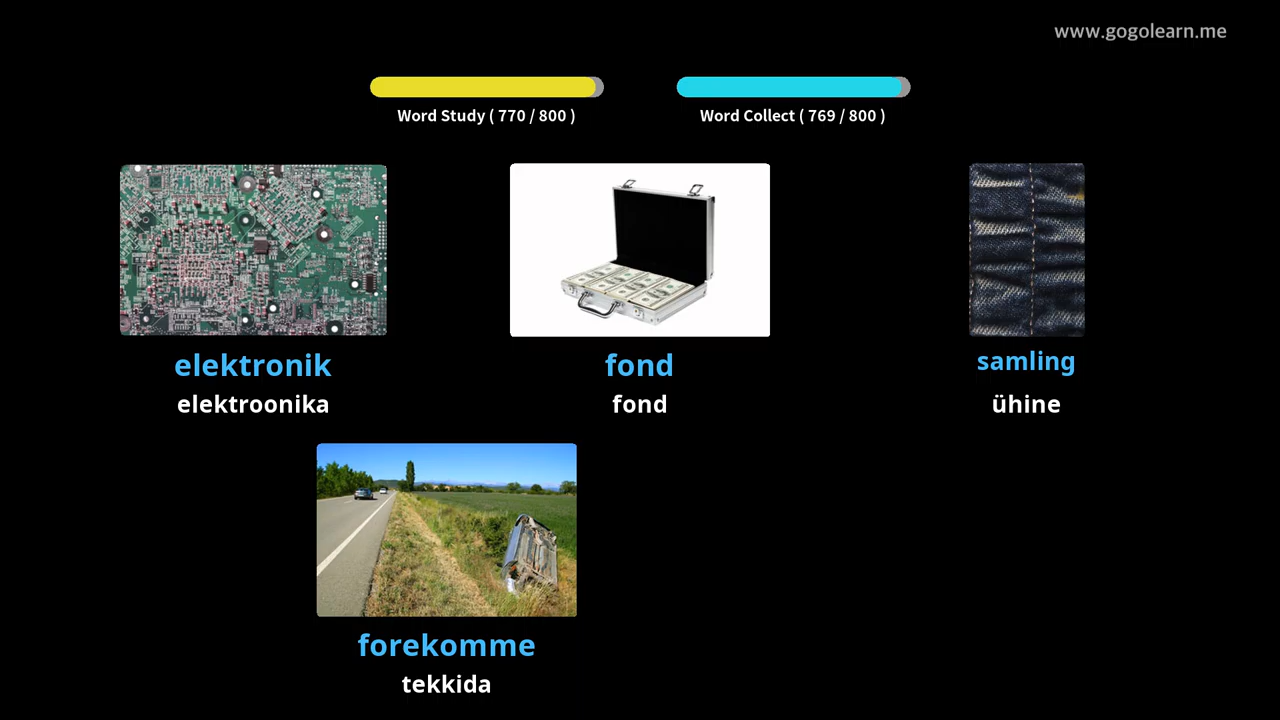 www.gogolearn.me
Word Study ( 770 / 800 )
Word Collect ( 769 / 800 )
elektronik
elektroonika
fond
fond
samling
ühine
forekomme
tekkida